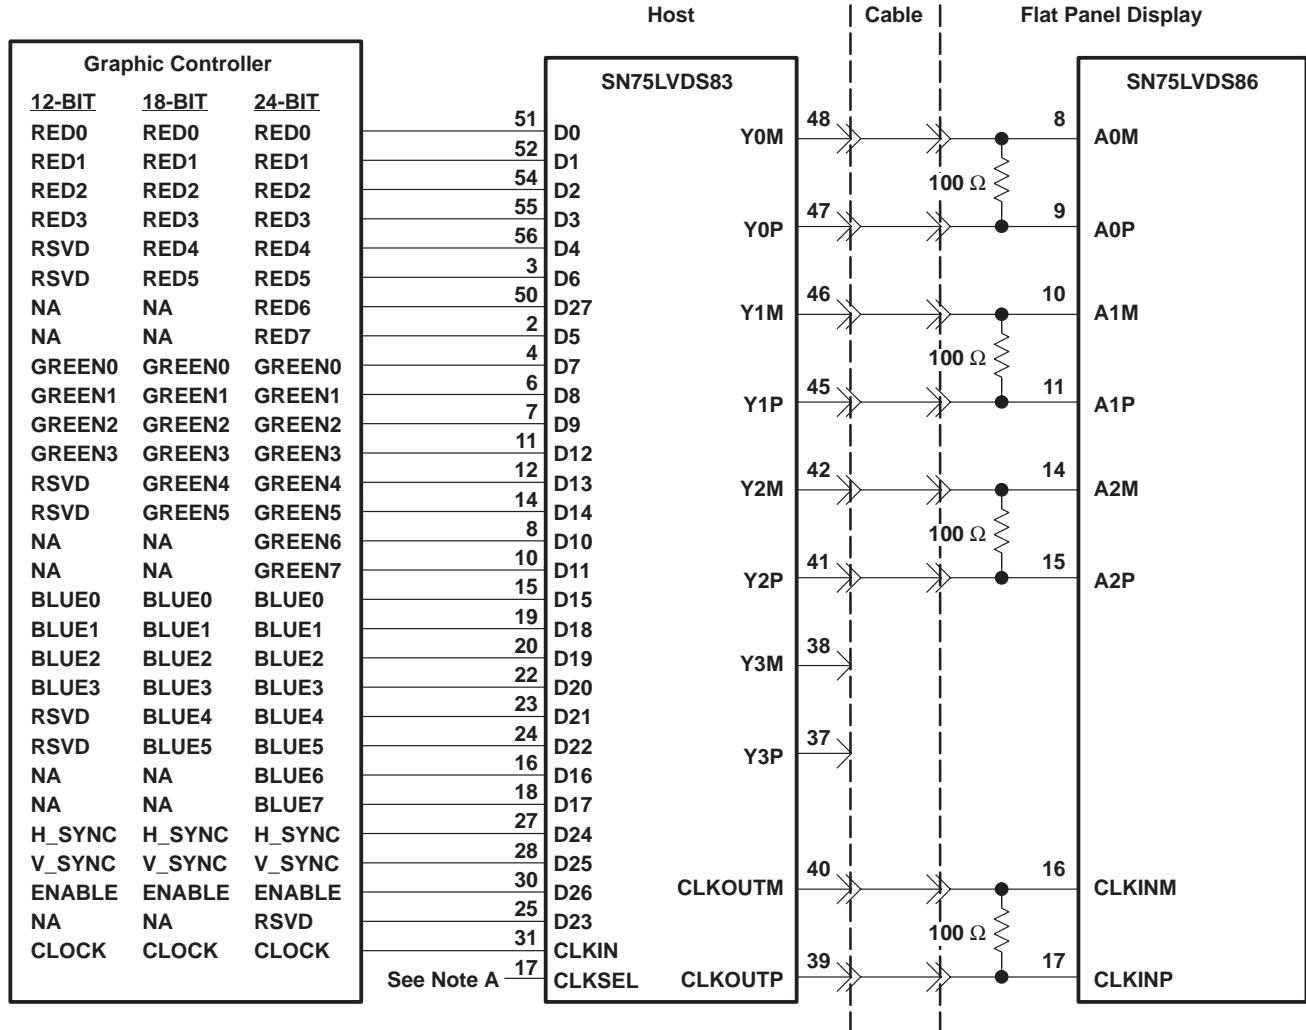 Host Cable Flat Panel Display
Graphic Controller
12-BIT 18-BIT 24-BIT
RED0 RED0 RED0
RED1 RED1 RED1
RED2 RED2 RED2
RED3 RED3 RED3
RSVD RED4 RED4
RSVD RED5 RED5
NA NA RED6
NA NA RED7
GREEN0 GREEN0 GREEN0
GREEN1 GREEN1 GREEN1
GREEN2 GREEN2 GREEN2
GREEN3 GREEN3 GREEN3
RSVD GREEN4 GREEN4
RSVD GREEN5 GREEN5
NA NA GREEN6
NA NA GREEN7
BLUE0 BLUE0 BLUE0
BLUE1 BLUE1 BLUE1
BLUE2 BLUE2 BLUE2
BLUE3 BLUE3 BLUE3
RSVD BLUE4 BLUE4
RSVD BLUE5 BLUE5
NA NA BLUE6
NA NA BLUE7
H_SYNC H_SYNC H_SYNC
V_SYNC V_SYNC V_SYNC
ENABLE ENABLE ENABLE
NA NA RSVD
CLOCK CLOCK CLOCK
See Note A
SN75LVDS83
51 D0
52 D1
54 D2
55 D3
56 D4
3 D6
50 D27
2 D5
4 D7
6 D8
7 D9
11 D12
12 D13
14 D14
8 D10
10 D11
15 D15
19 D18
20 D19
22 D20
23 D21
24 D22
16 D16
18 D17
27 D24
28 D25
30 D26
25 D23
31 CLKIN
17 CLKSEL
Y0M 48
Y0P 47
Y1M 46
Y1P 45
Y2M 42
Y2P 41
Y3M 38
Y3P 37
CLKOUTM 40
CLKOUTP 39
100 Ω
100 Ω
100 Ω
100 Ω
SN75LVDS86
8 A0M
9 A0P
10 A1M
11 A1P
14 A2M
15 A2P
16 CLKINM
17 CLKINP